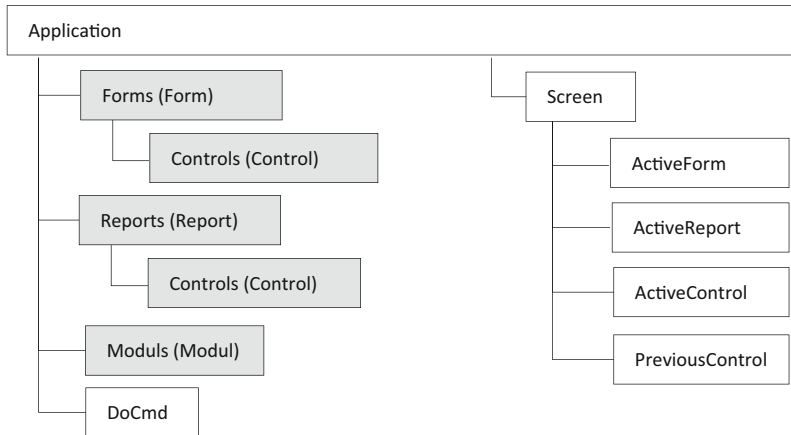 Application
Forms (Form)
Controls (Control)
Reports (Report)
Controls (Control)
Moduls (Modul)
DoCmd
Screen
ActiveForm
ActiveReport
ActiveControl
PreviousControl